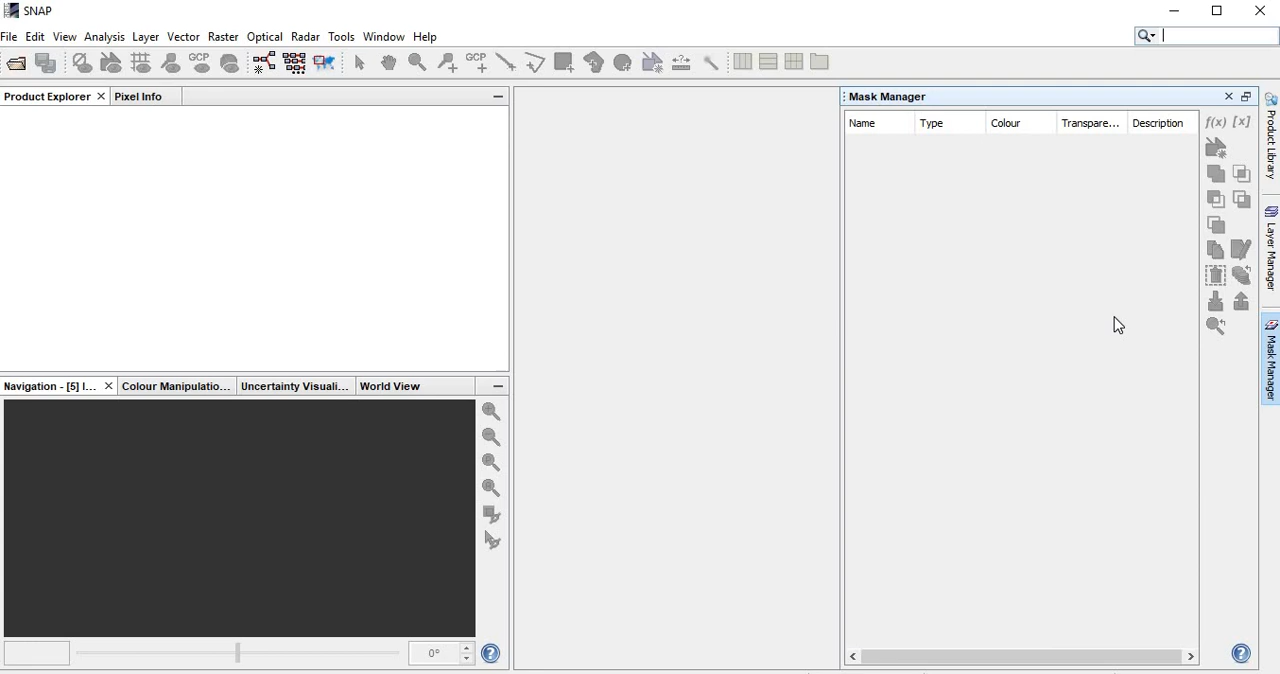 SNAP
File Edit View Analysis Layer Vector Raster Optical Radar Tools Window Help
GCP GCP
Product Explorer Pixel Info
Mask Manager
Name Type Colour Transpare... Description
f(x) [x]
Product Library
Layer Manager
Mask Manager
Navigation - [5] I... Colour Manipulatio... Uncertainty Visuali... World View
0°